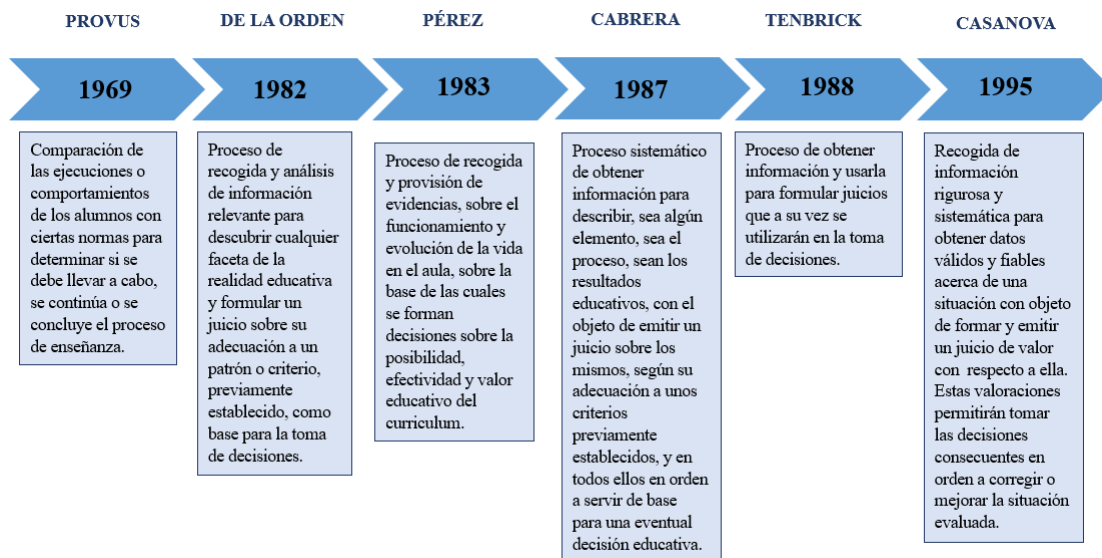 PROVUS
1969
Comparación de
las ejecuciones o
comportamientos
de los alumnos con
ciertas normas para
determinar si se
debe llevar a cabo,
se continúa o se
concluye el proceso
de enseñanza.
DE LA ORDEN
1982
Proceso de
recogida y análisis
de información
relevante para
descubrir cualquier
faceta de la
realidad educativa
y formular un
juicio sobre su
adecuación a un
patrón o criterio,
previamente
establecido, como
base para la toma
de decisiones.
PÉREZ
1983
Proceso de recogida
y provisión de
evidencias, sobre el
funcionamiento y
evolución de la vida
en el aula, sobre la
base de las cuales
se forman
decisiones sobre la
posibilidad,
efectividad y valor
educativo del
curriculum.
CABRERA
1987
Proceso sistemático
de obtener
información para
describir, sea algún
elemento, sea el
proceso, sean los
resultados
educativos, con el
objeto de emitir un
juicio sobre los
mismos, según su
adecuación a unos
criterios
previamente
establecidos, y en
todos ellos en orden
a servir de base
para una eventual
decisión educativa.
TENBRICK
1988
Proceso de obtener
información y usarla
para formular juicios
que a su vez se
utilizarán en la toma
de decisiones.
CASANOVA
1995
Recogida de
información
rigurosa y
sistemática para
obtener datos
válidos y fiables
acerca de una
situación con objeto
de formar y emitir
un juicio de valor
con respecto a ella.
Estas valoraciones
permitirán tomar
las decisiones
consecuentes en
orden a corregir o
mejorar la situación
evaluada.